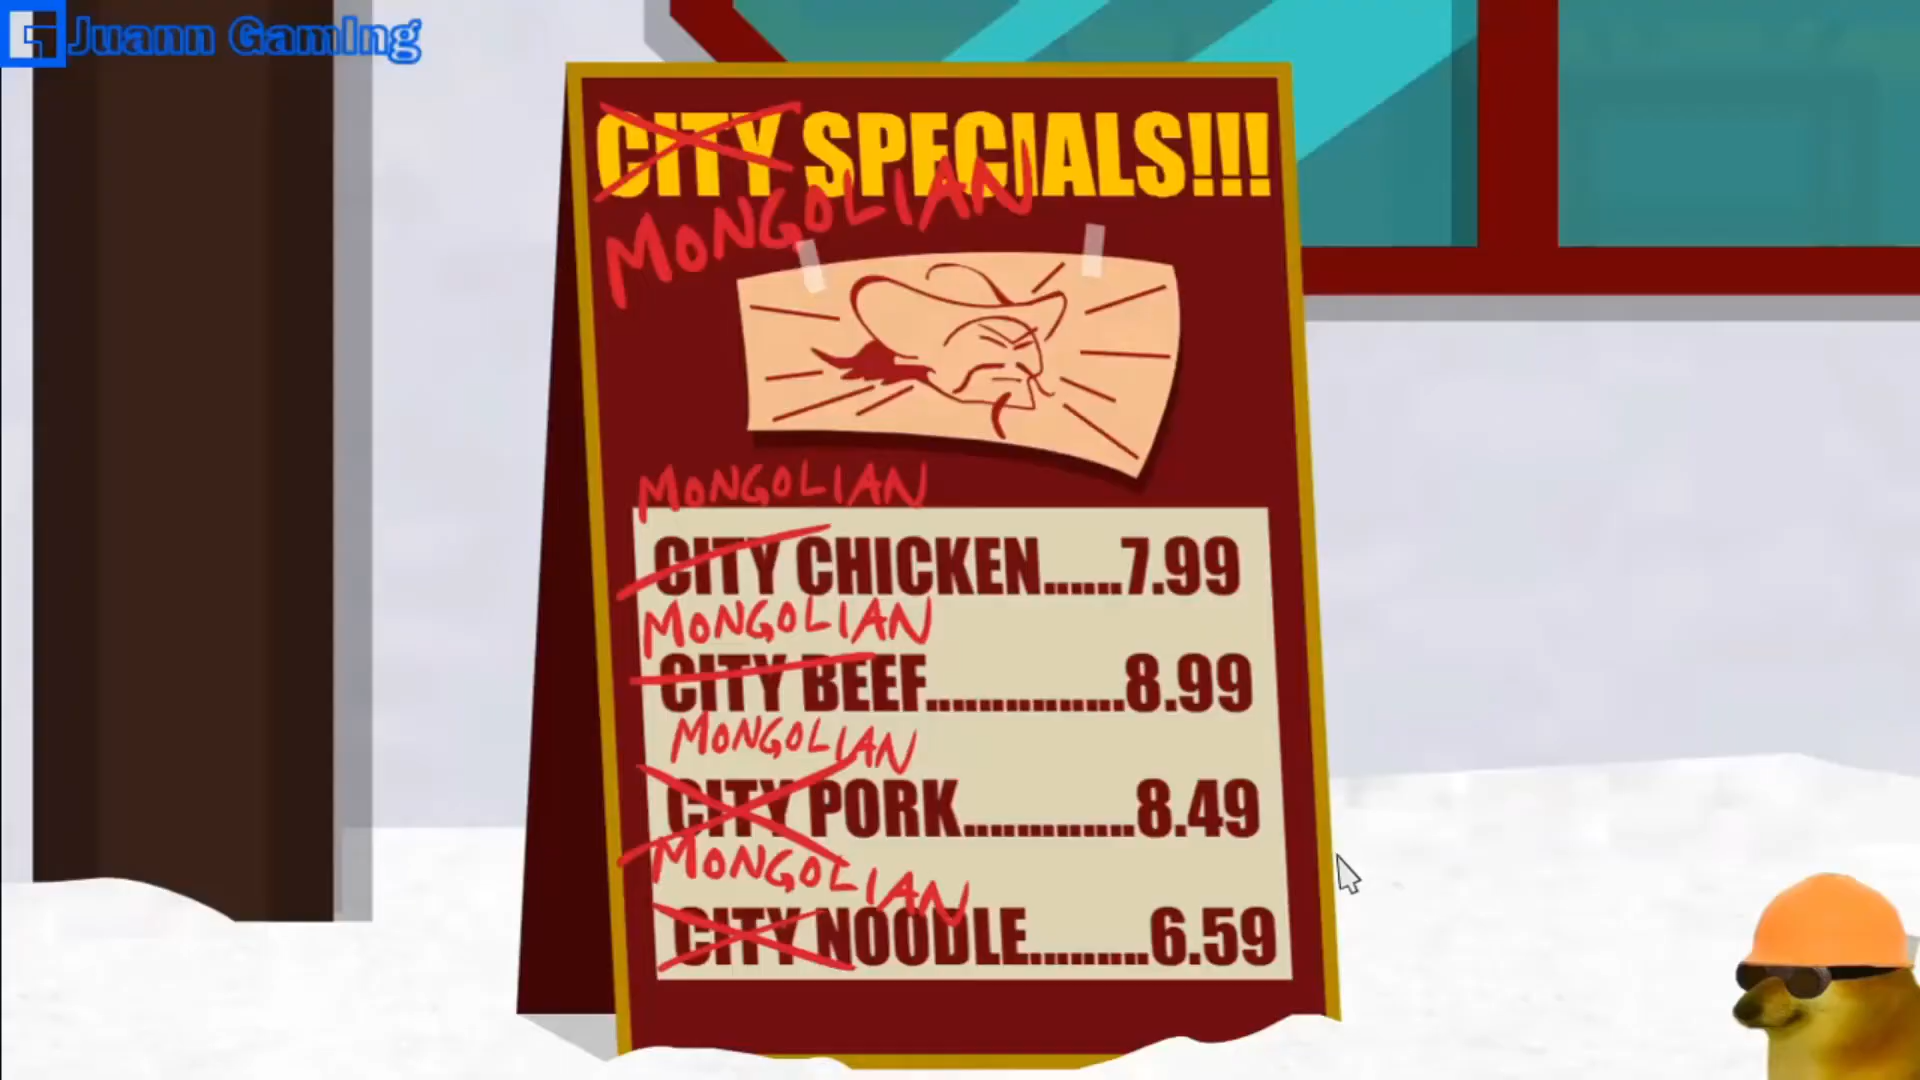 Juann Gaming
CITY SPECIALS!!!
MONGOLIAN
MONGOLIAN
CITY CHICKEN......7.99
MONGOLIAN
CITY BEEF...............8.99
MONGOLIAN
CITY PORK.............8.49
MONGOLIAN
CITY NOODLE.........6.59